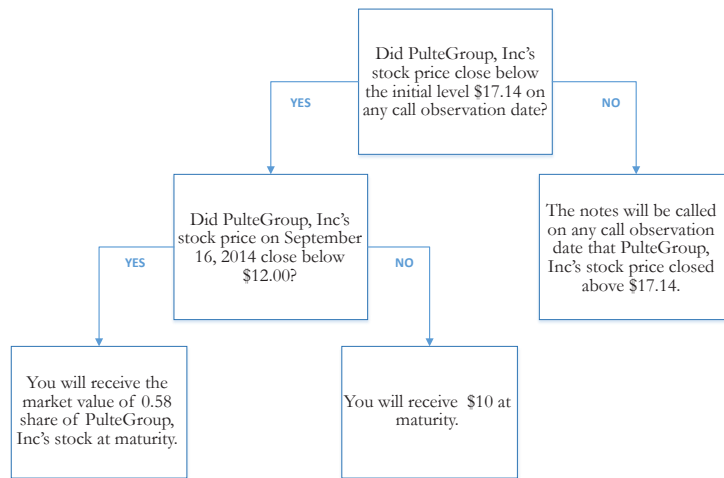 Did PulteGroup, Inc's
stock price close below
the initial level $17.14 on
any call observation date?
YES
NO
Did PulteGroup, Inc's
stock price on September
16, 2014 close below
$12.00?
The notes will be called
on any call observation
date that PulteGroup,
Inc's stock price closed
above $17.14.
YES
NO
You will receive the
market value of 0.58
share of PulteGroup,
Inc's stock at maturity.
You will receive $10 at
maturity.